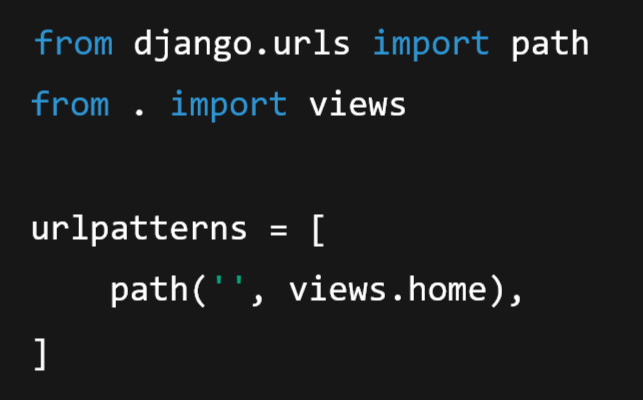 from django.urls import path
from . import views
urlpatterns = [
    path('', views.home),
]